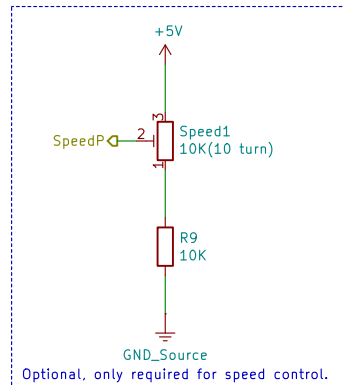 +5V
3
SpeedP
2
Speed1
10K(10 turn)
1
R9
10K
GND_Source
Optional, only required for speed control.